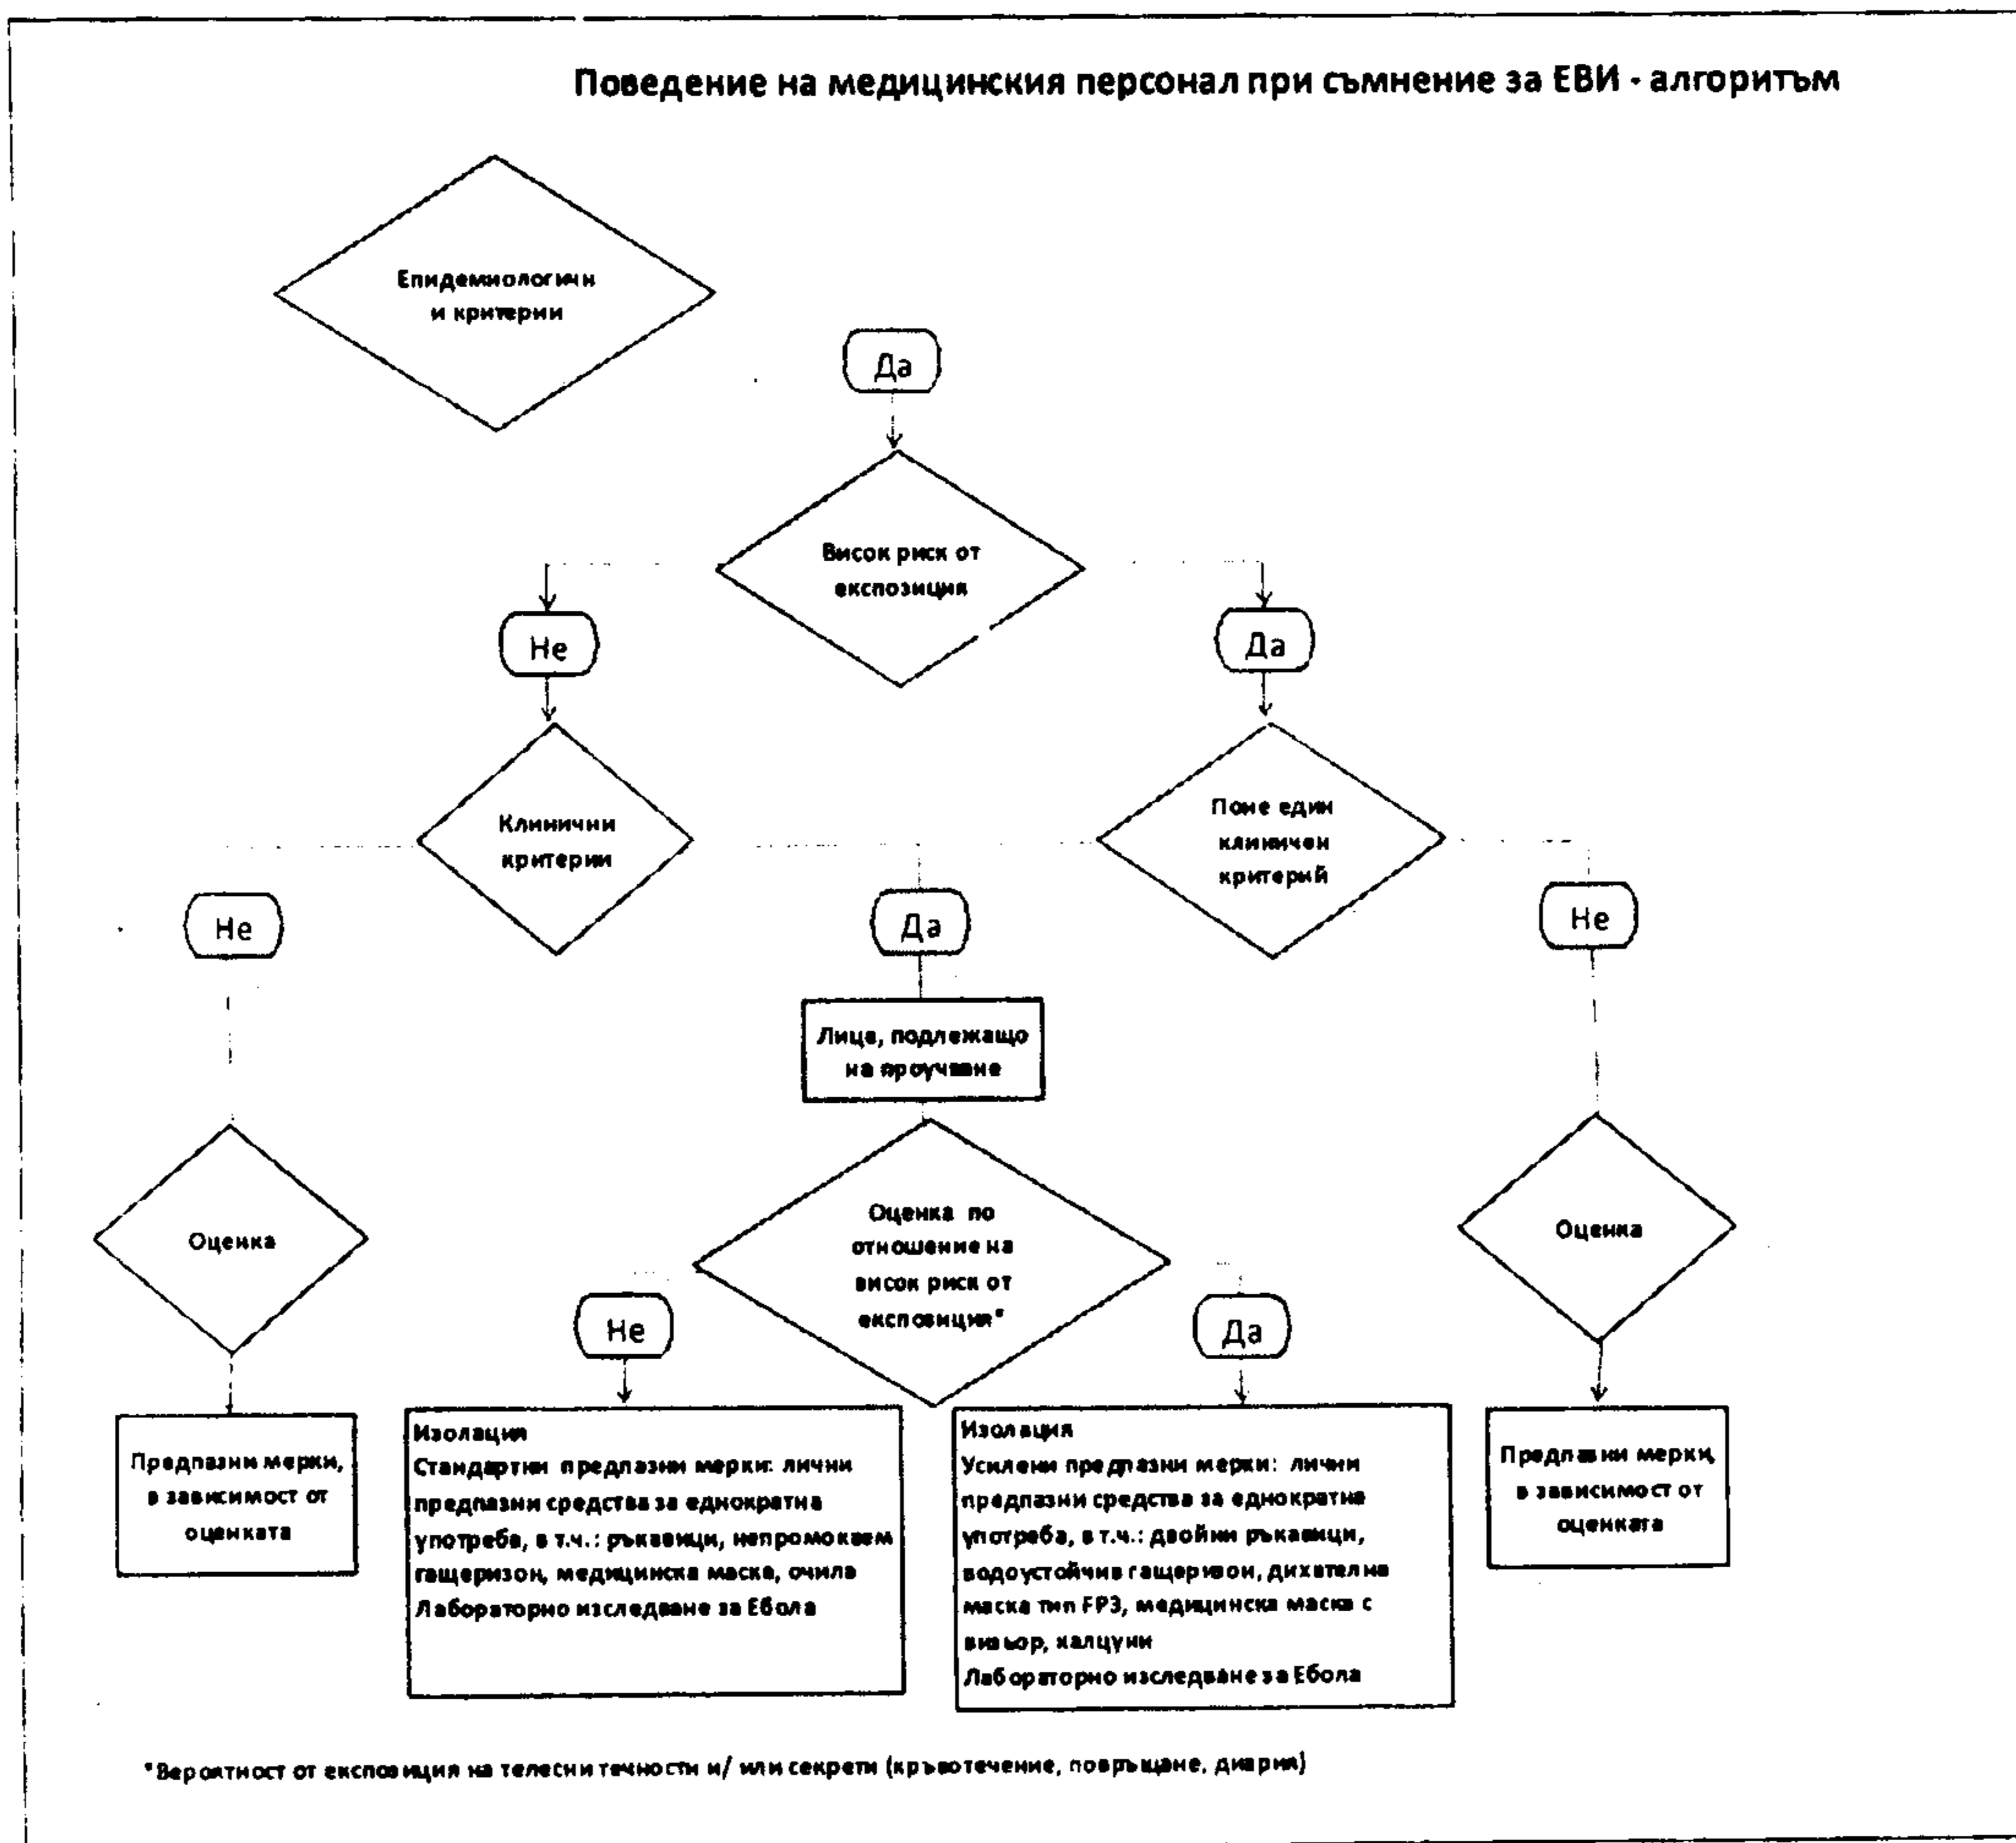 Поведение на медицинския персонал при съмнение за ЕВИ - алгоритъм
Епидемиологичн
и критерии
Да
Висок риск от
експозиция
Не
Да
Клинични
критерии
Поне един
клиничен
критерий
Не
Да
Не
Лице, подлежащо
на проучване
Оценка
Оценка по
отношение на
висок риск от
експозиция*
Оценка
Не
Да
Предпазни мерки,
в зависимост от
оценката
Изолация
Стандартни предпазни мерки: лични
предпазни средства за еднократна
употреба, в т.ч.: ръкавици, непромокаем
гащеризон, медицинска маска, очила
Лабораторно изследване за Ебола
Изолация
Усилени предпазни мерки: лични
предпазни средства за еднократна
употреба, в т.ч.: двойни ръкавици,
водоустойчив гащеризон, дихателна
маска тип FP3, медицинска маска с
визьор, калцуни
Лабораторно изследване за Ебола
Предпазни мерки,
в зависимост от
оценката
*Вероятност от експозиция на телесни течности и/ или секрети (кръвотечение, повръщане, диария)